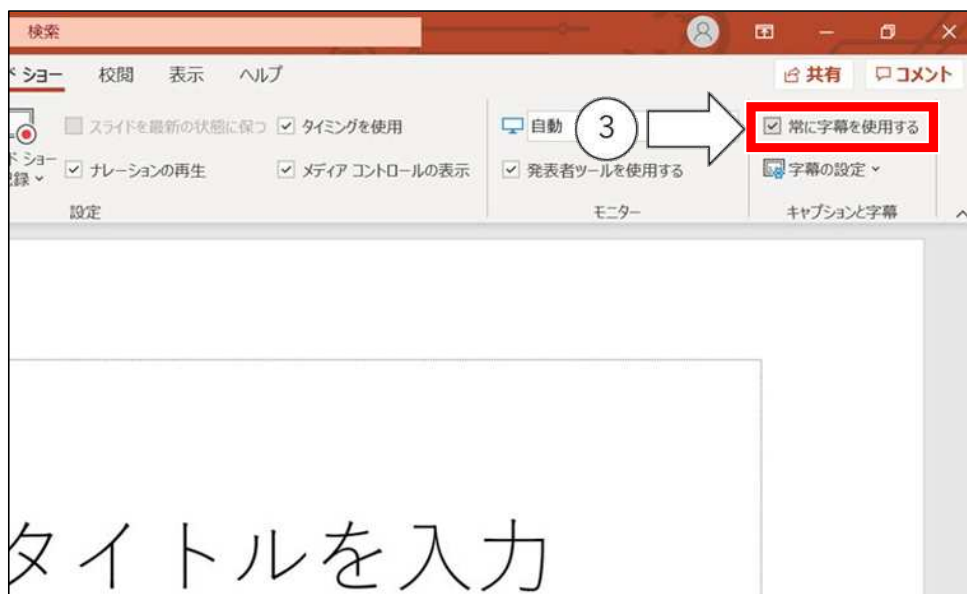 検索
ド ショー 校閲 表示 ヘルプ 共有 コメント
スライドを最新の状態に保つ タイミングを使用 自動 3 常に字幕を使用する
ド ショー
ナレーションの再生 メディア コントロールの表示 発表者ツールを使用する 字幕の設定
記録
設定 モニター キャプションと字幕
タイトルを入力